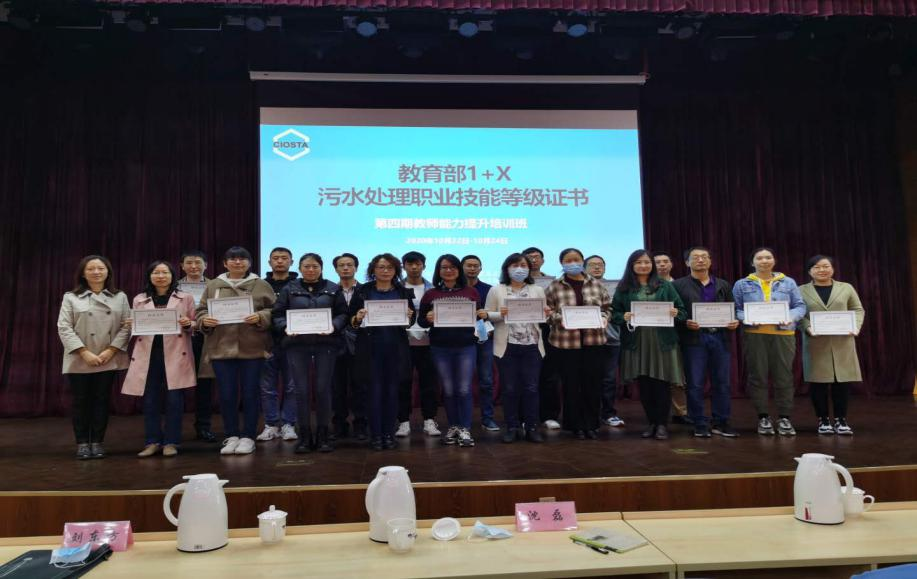 CIOSTA
教育部1+X
污水处理职业技能等级证书
第四期教师能力提升培训班
2020年10月22日-10月24日
刘东方
沈磊